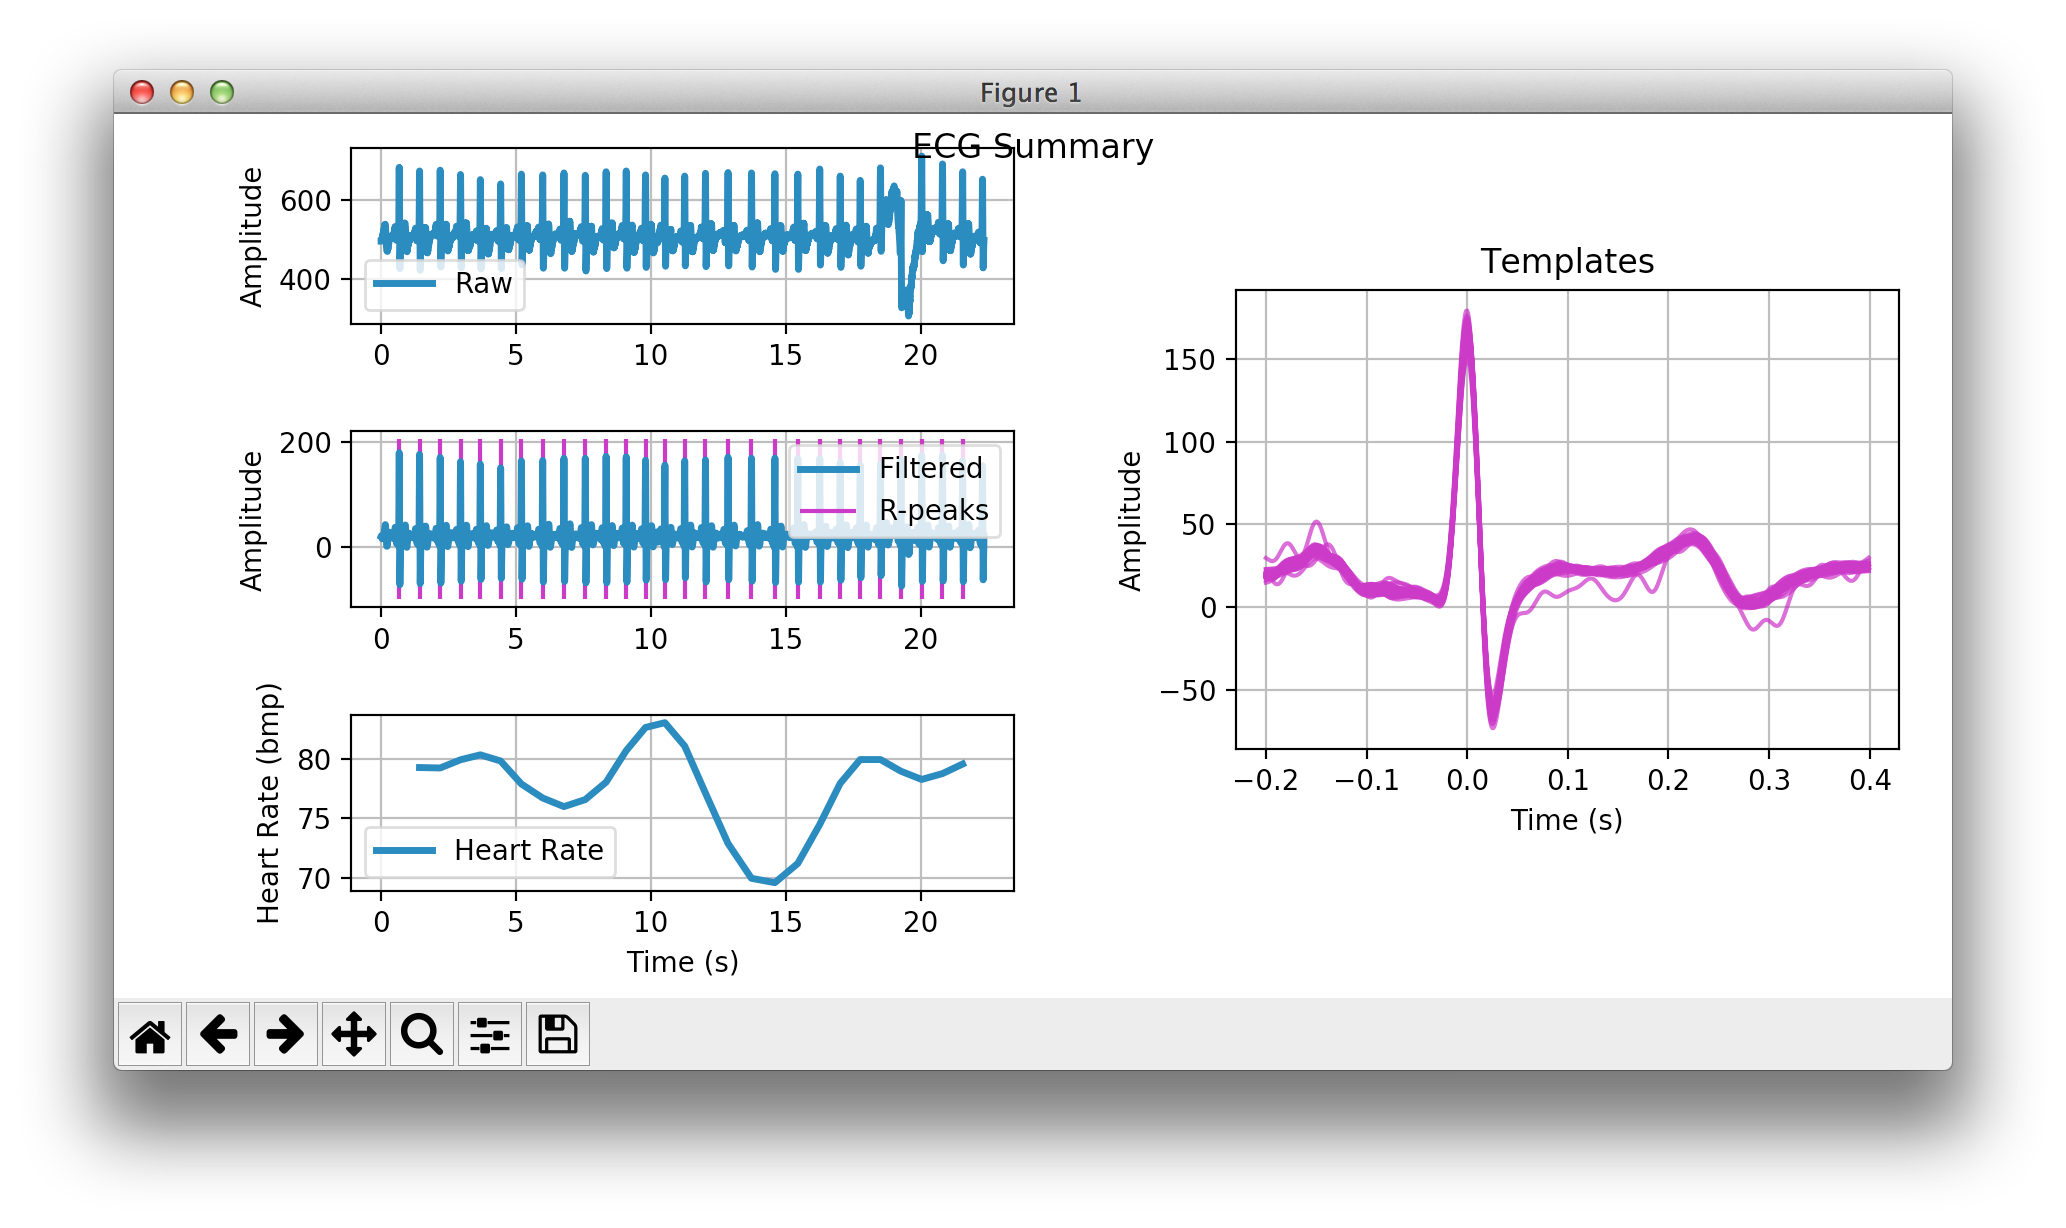 Figure 1
ECG Summary
Amplitude
600
400
Raw
0 5 10 15 20
Amplitude
200
0
Filtered
R-peaks
0 5 10 15 20
Heart Rate (bmp)
80
75
70
Heart Rate
0 5 10 15 20
Time (s)
Templates
Amplitude
150
100
50
0
−50
−0.2 −0.1 0.0 0.1 0.2 0.3 0.4
Time (s)